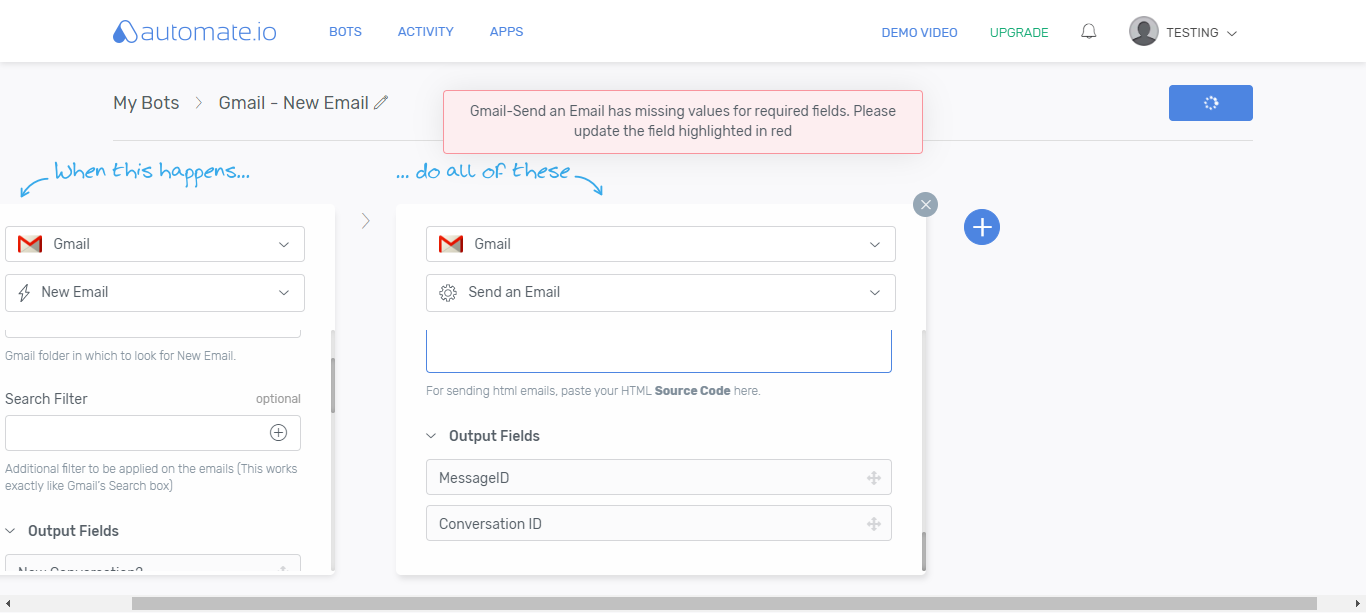 automate.io
BOTS
ACTIVITY
APPS
DEMO VIDEO
UPGRADE
TESTING
My Bots
Gmail - New Email
Gmail-Send an Email has missing values for required fields. Please
update the field highlighted in red
When this happens...
... do all of these
Gmail
New Email
Gmail folder in which to look for New Email.
Search Filter
optional
Additional filter to be applied on the emails (This works
exactly like Gmail's Search box)
Output Fields
New Conversation?
Gmail
Send an Email
For sending html emails, paste your HTML Source Code here.
Output Fields
MessageID
Conversation ID